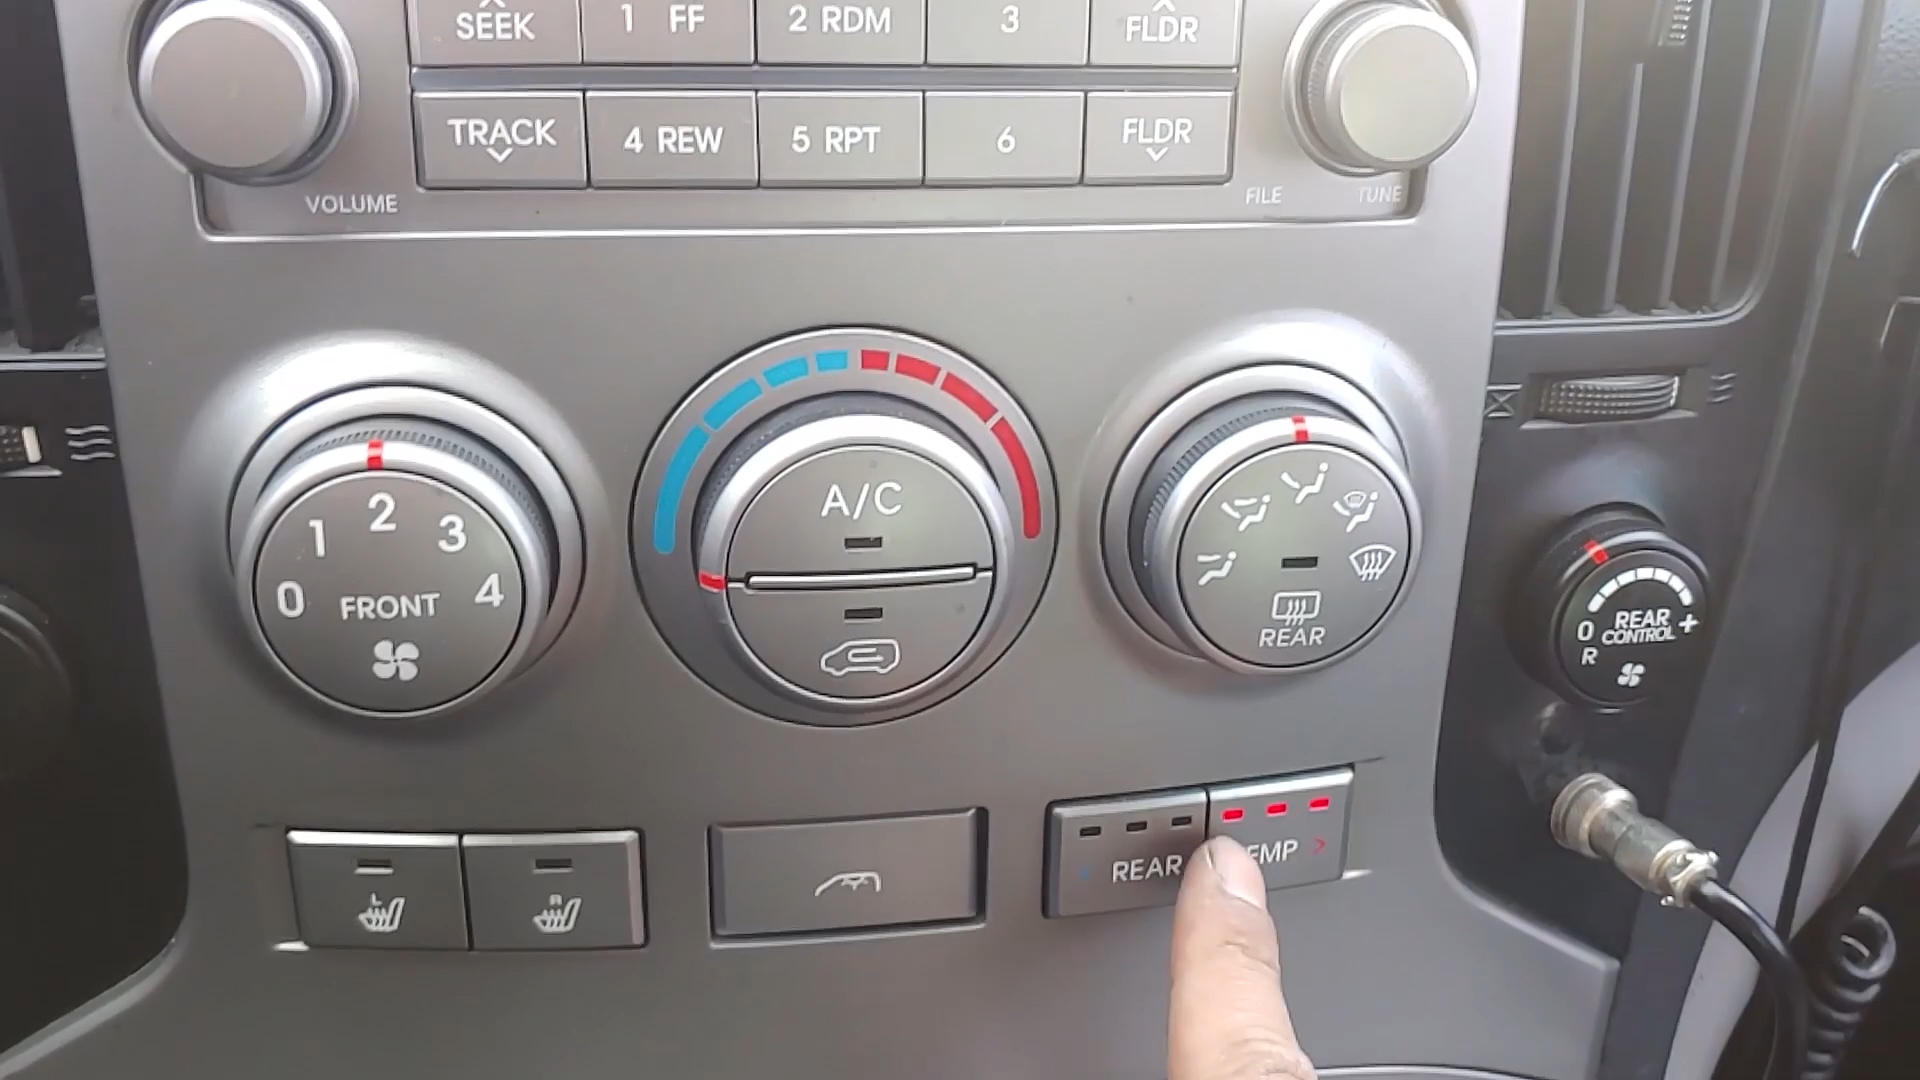 SEEK
1 FF
2 RDM
3
FLDR
TRACK
4 REW
5 RPT
6
FLDR
VOLUME
FILE
TUNE
0 1 2 3 4
FRONT
A/C
REAR
0
R
REAR
CONTROL +
L
R
REAR